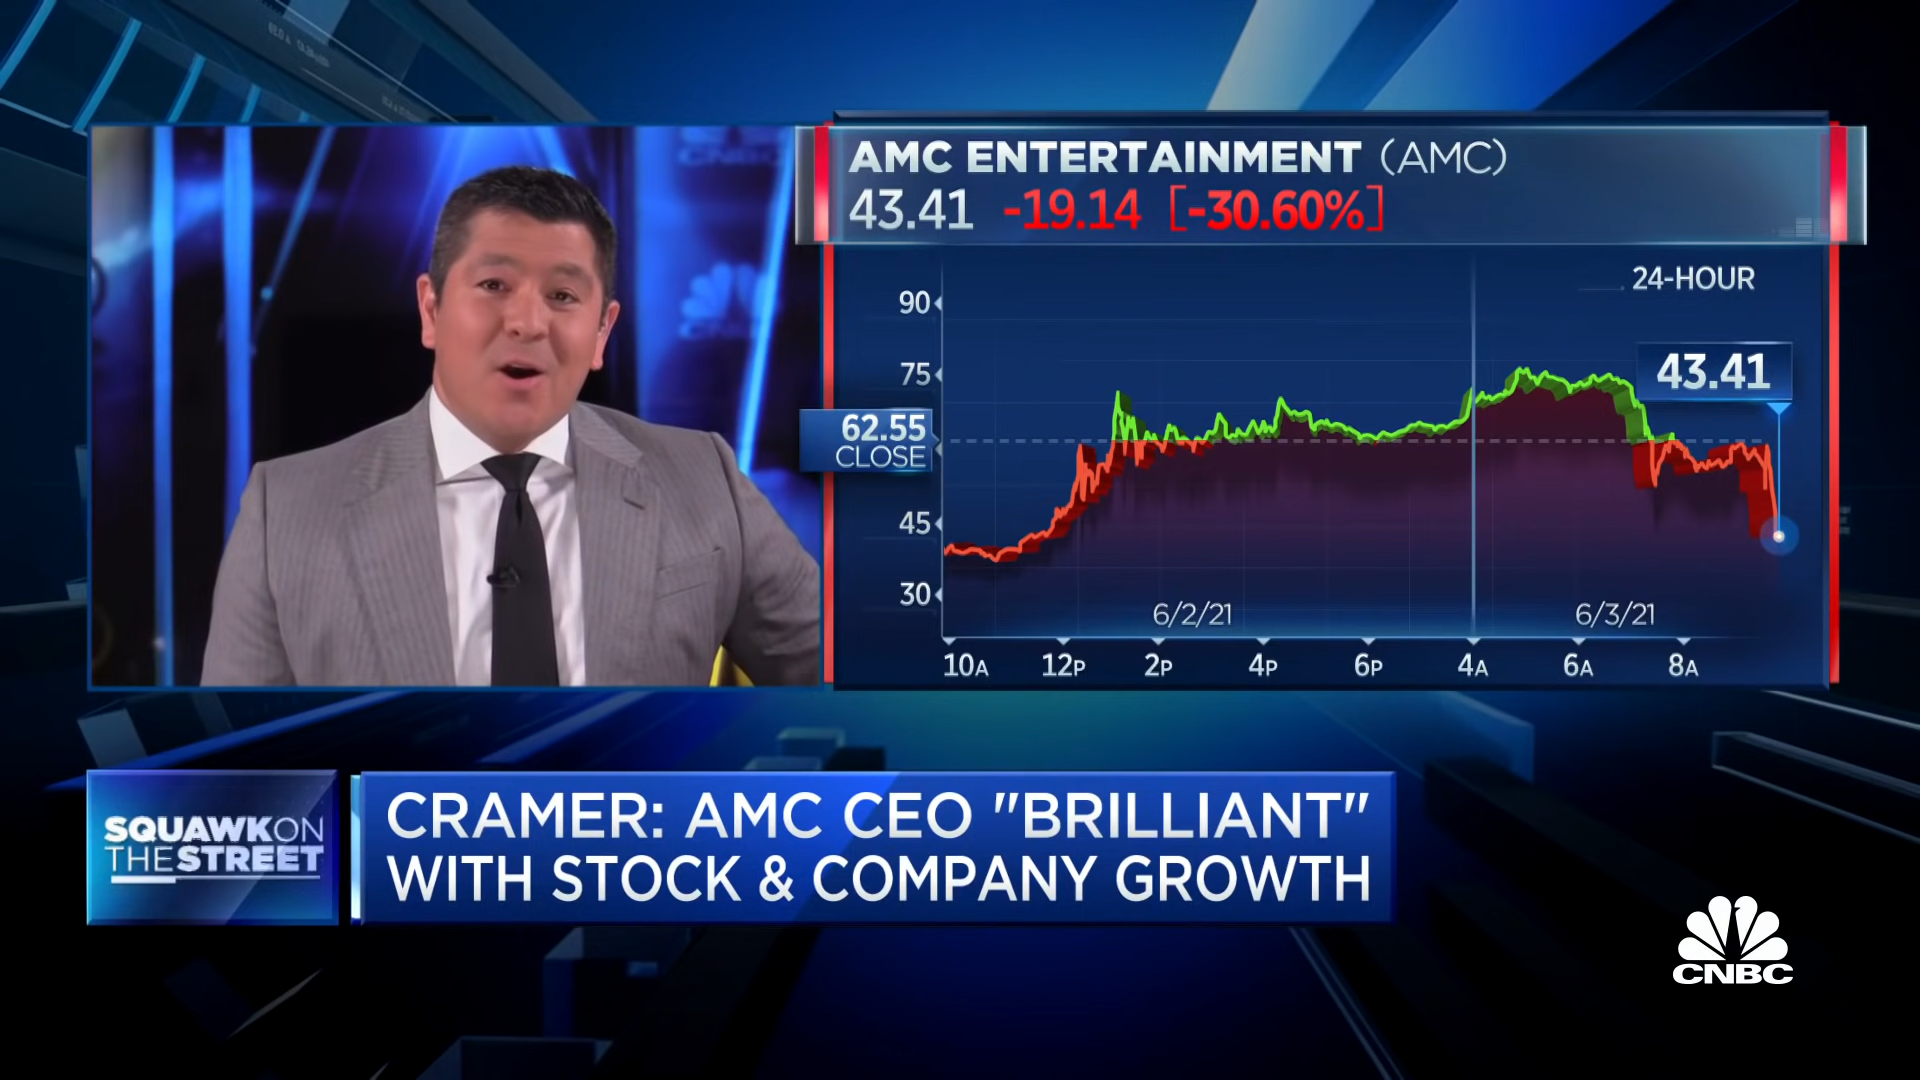 CNBC
CNBC
AMC ENTERTAINMENT (AMC)
43.41 -19.14 [-30.60%]
24-HOUR
90
75
43.41
62.55
CLOSE
45
30
6/2/21 6/3/21
10A 12P 2P 4P 6P 4A 6A 8A
SQUAWK ON
THE STREET
CRAMER: AMC CEO "BRILLIANT"
WITH STOCK & COMPANY GROWTH
CNBC